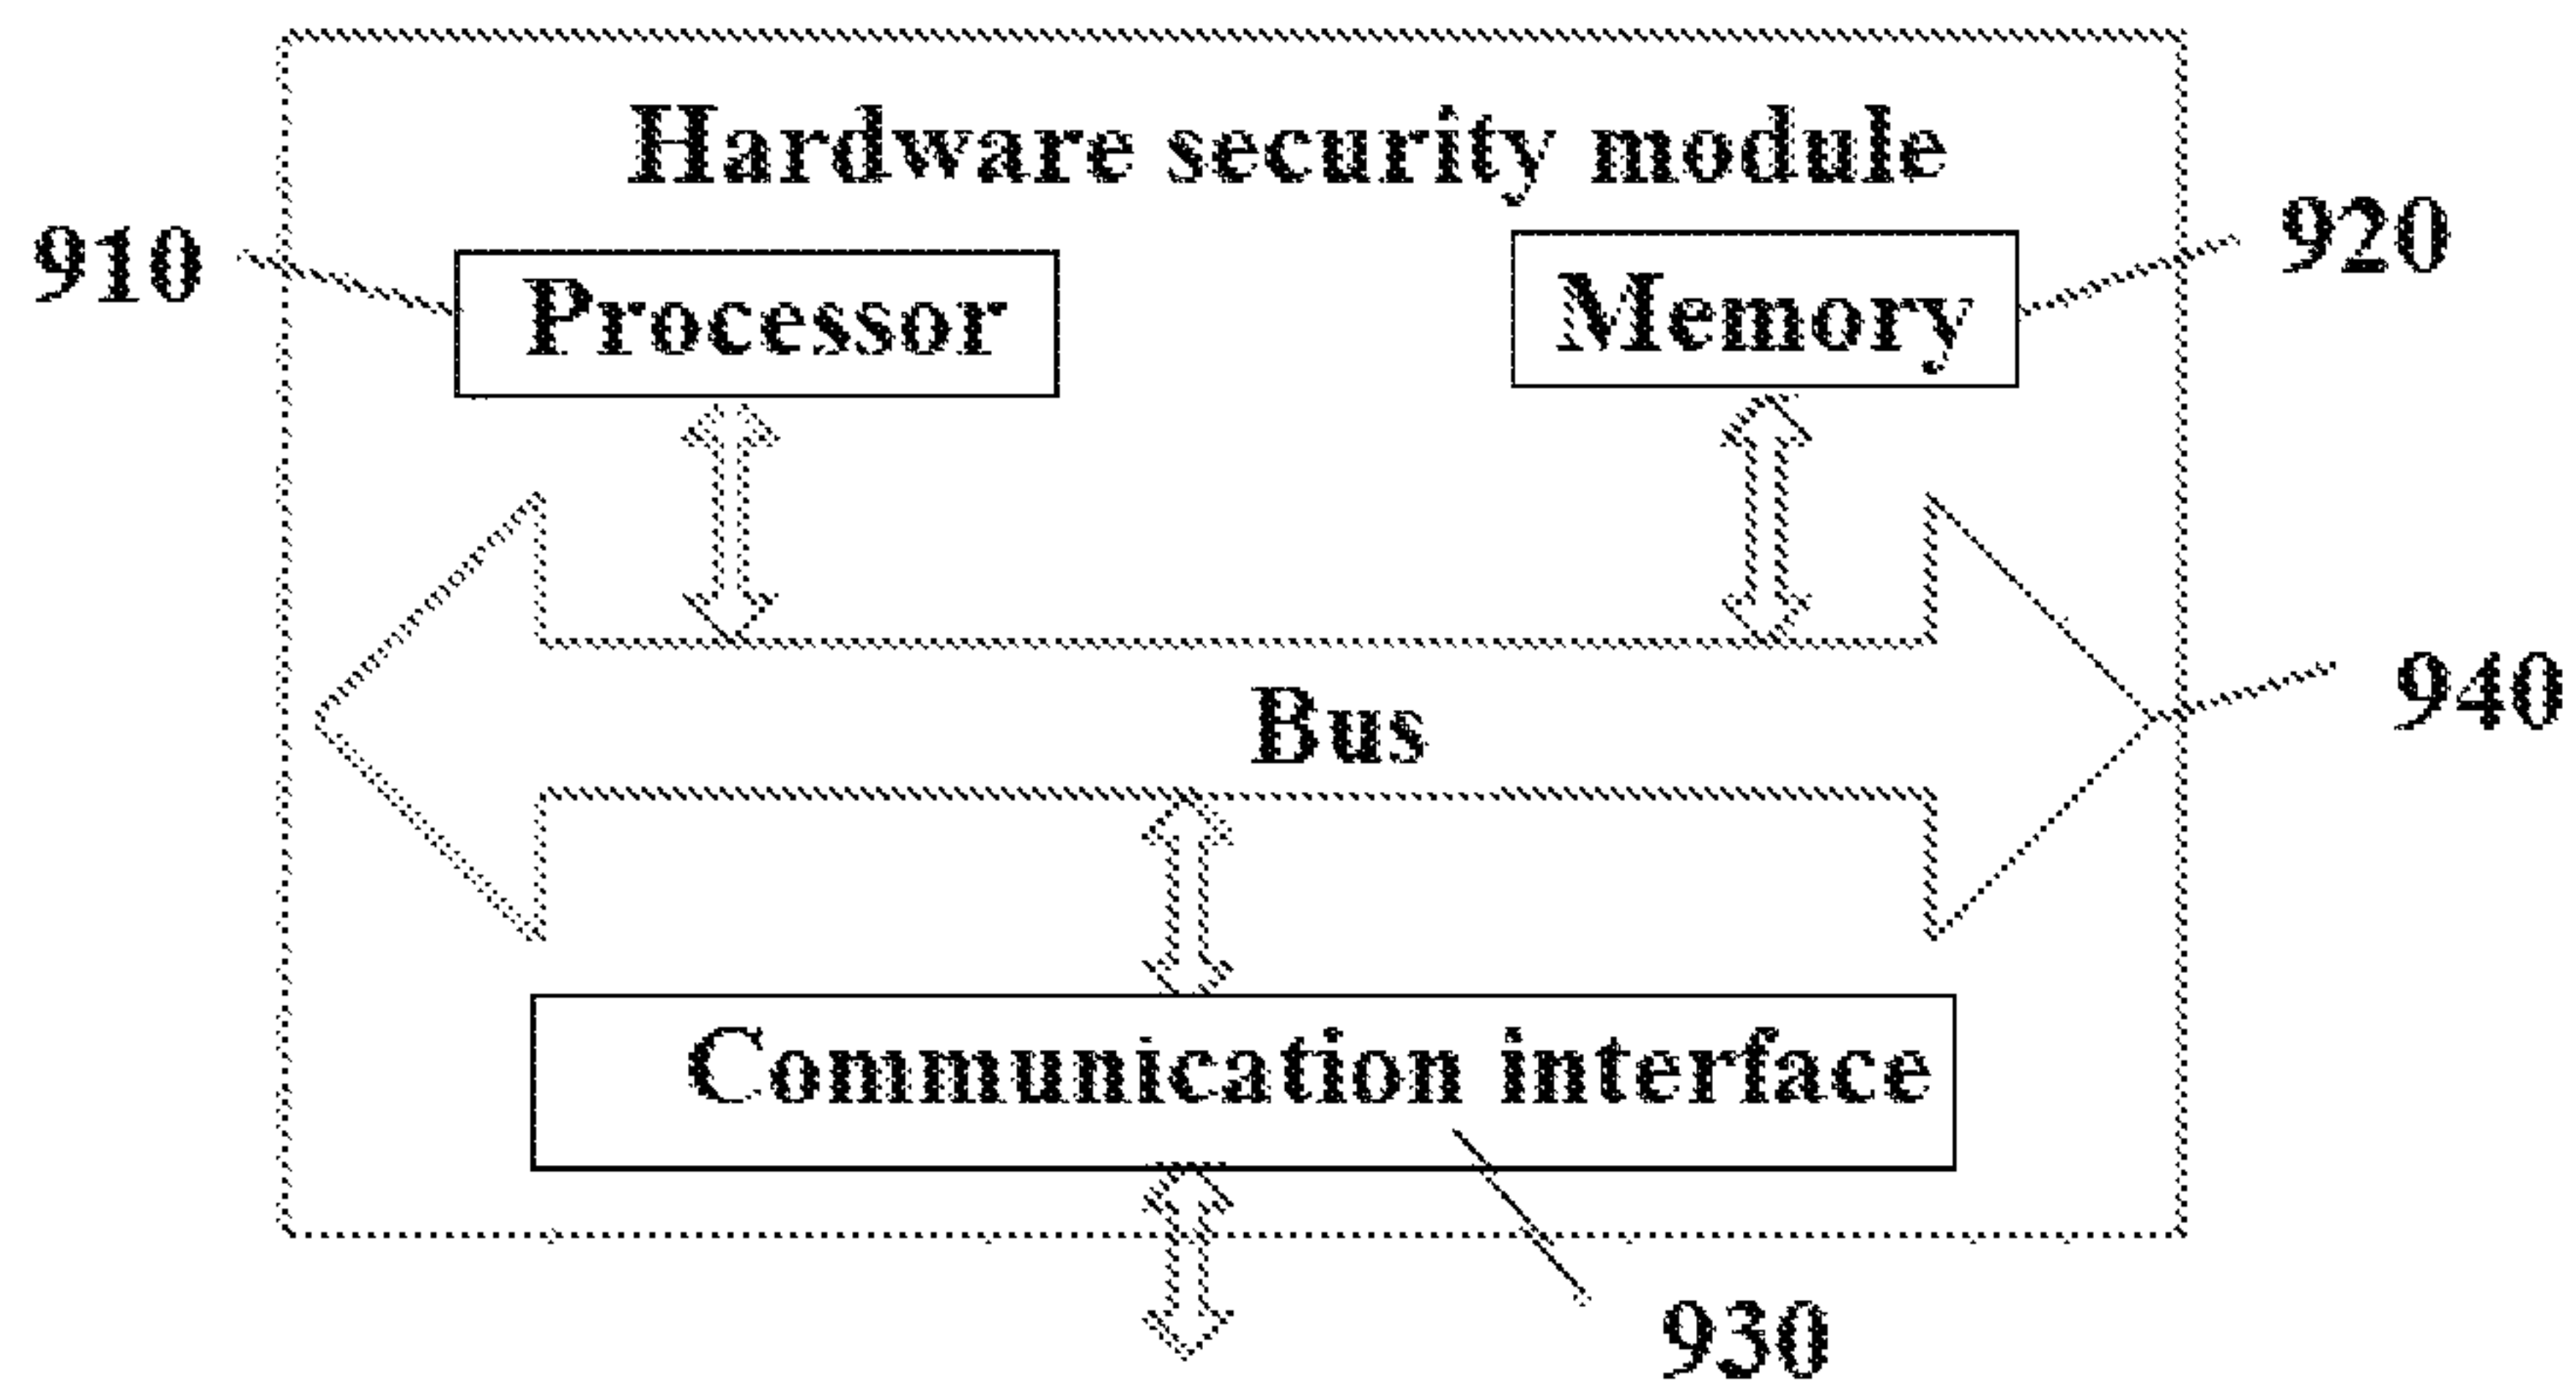 Hardware security module
910
920
Processor
Memory
Bus
940
Communication interface
930